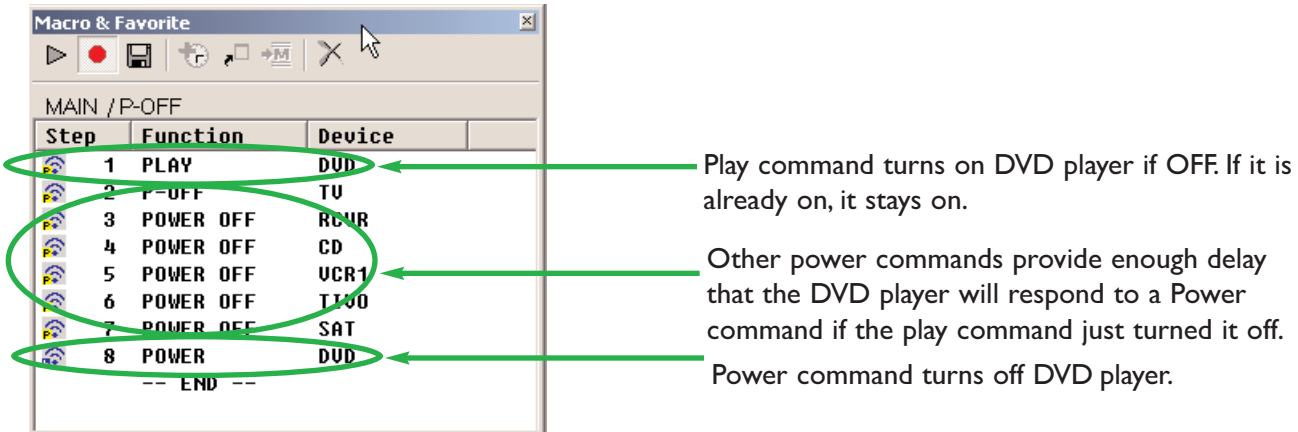 Macro & Favorite
MAIN / P-OFF
Step Function Device
1 PLAY DVD
2 P-OFF TV
3 POWER OFF RCVR
4 POWER OFF CD
5 POWER OFF VCR1
6 POWER OFF TIVO
7 POWER OFF SAT
8 POWER DVD
-- END --
Play command turns on DVD player if OFF. If it is
already on, it stays on.
Other power commands provide enough delay
that the DVD player will respond to a Power
command if the play command just turned it off.
Power command turns off DVD player.